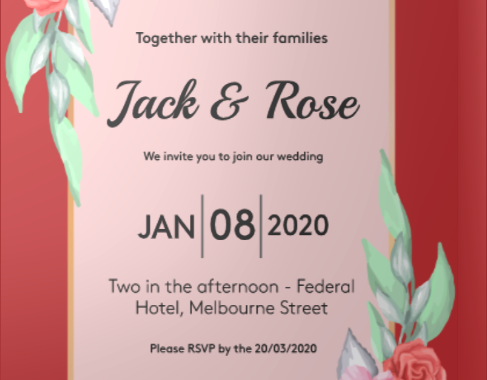 Together with their families
Jack & Rose
We invite you to join our wedding
JAN 08 2020
Two in the afternoon - Federal
Hotel, Melbourne Street
Please RSVP by the 20/03/2020